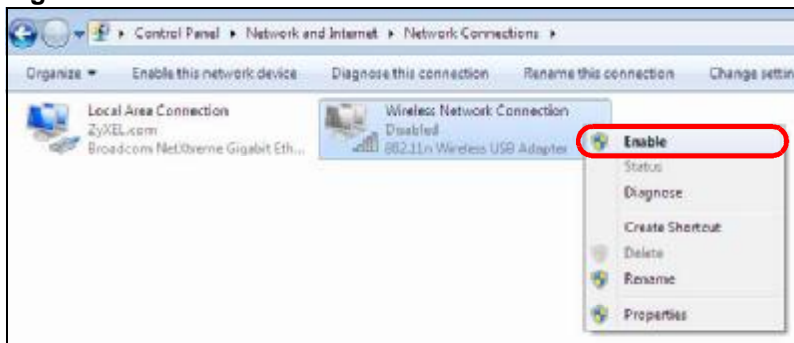 Control Panel ▸ Network and Internet ▸ Network Connections ▸
Organize Enable this network device Diagnose this connection Rename this connection Change settin
Local Area Connection
ZyXEL.com
Broadcom NetXtreme Gigabit Eth...
Wireless Network Connection
Disabled
802.11n Wireless USB Adapter
Enable
Status
Diagnose
Create Shortcut
Delete
Rename
Properties